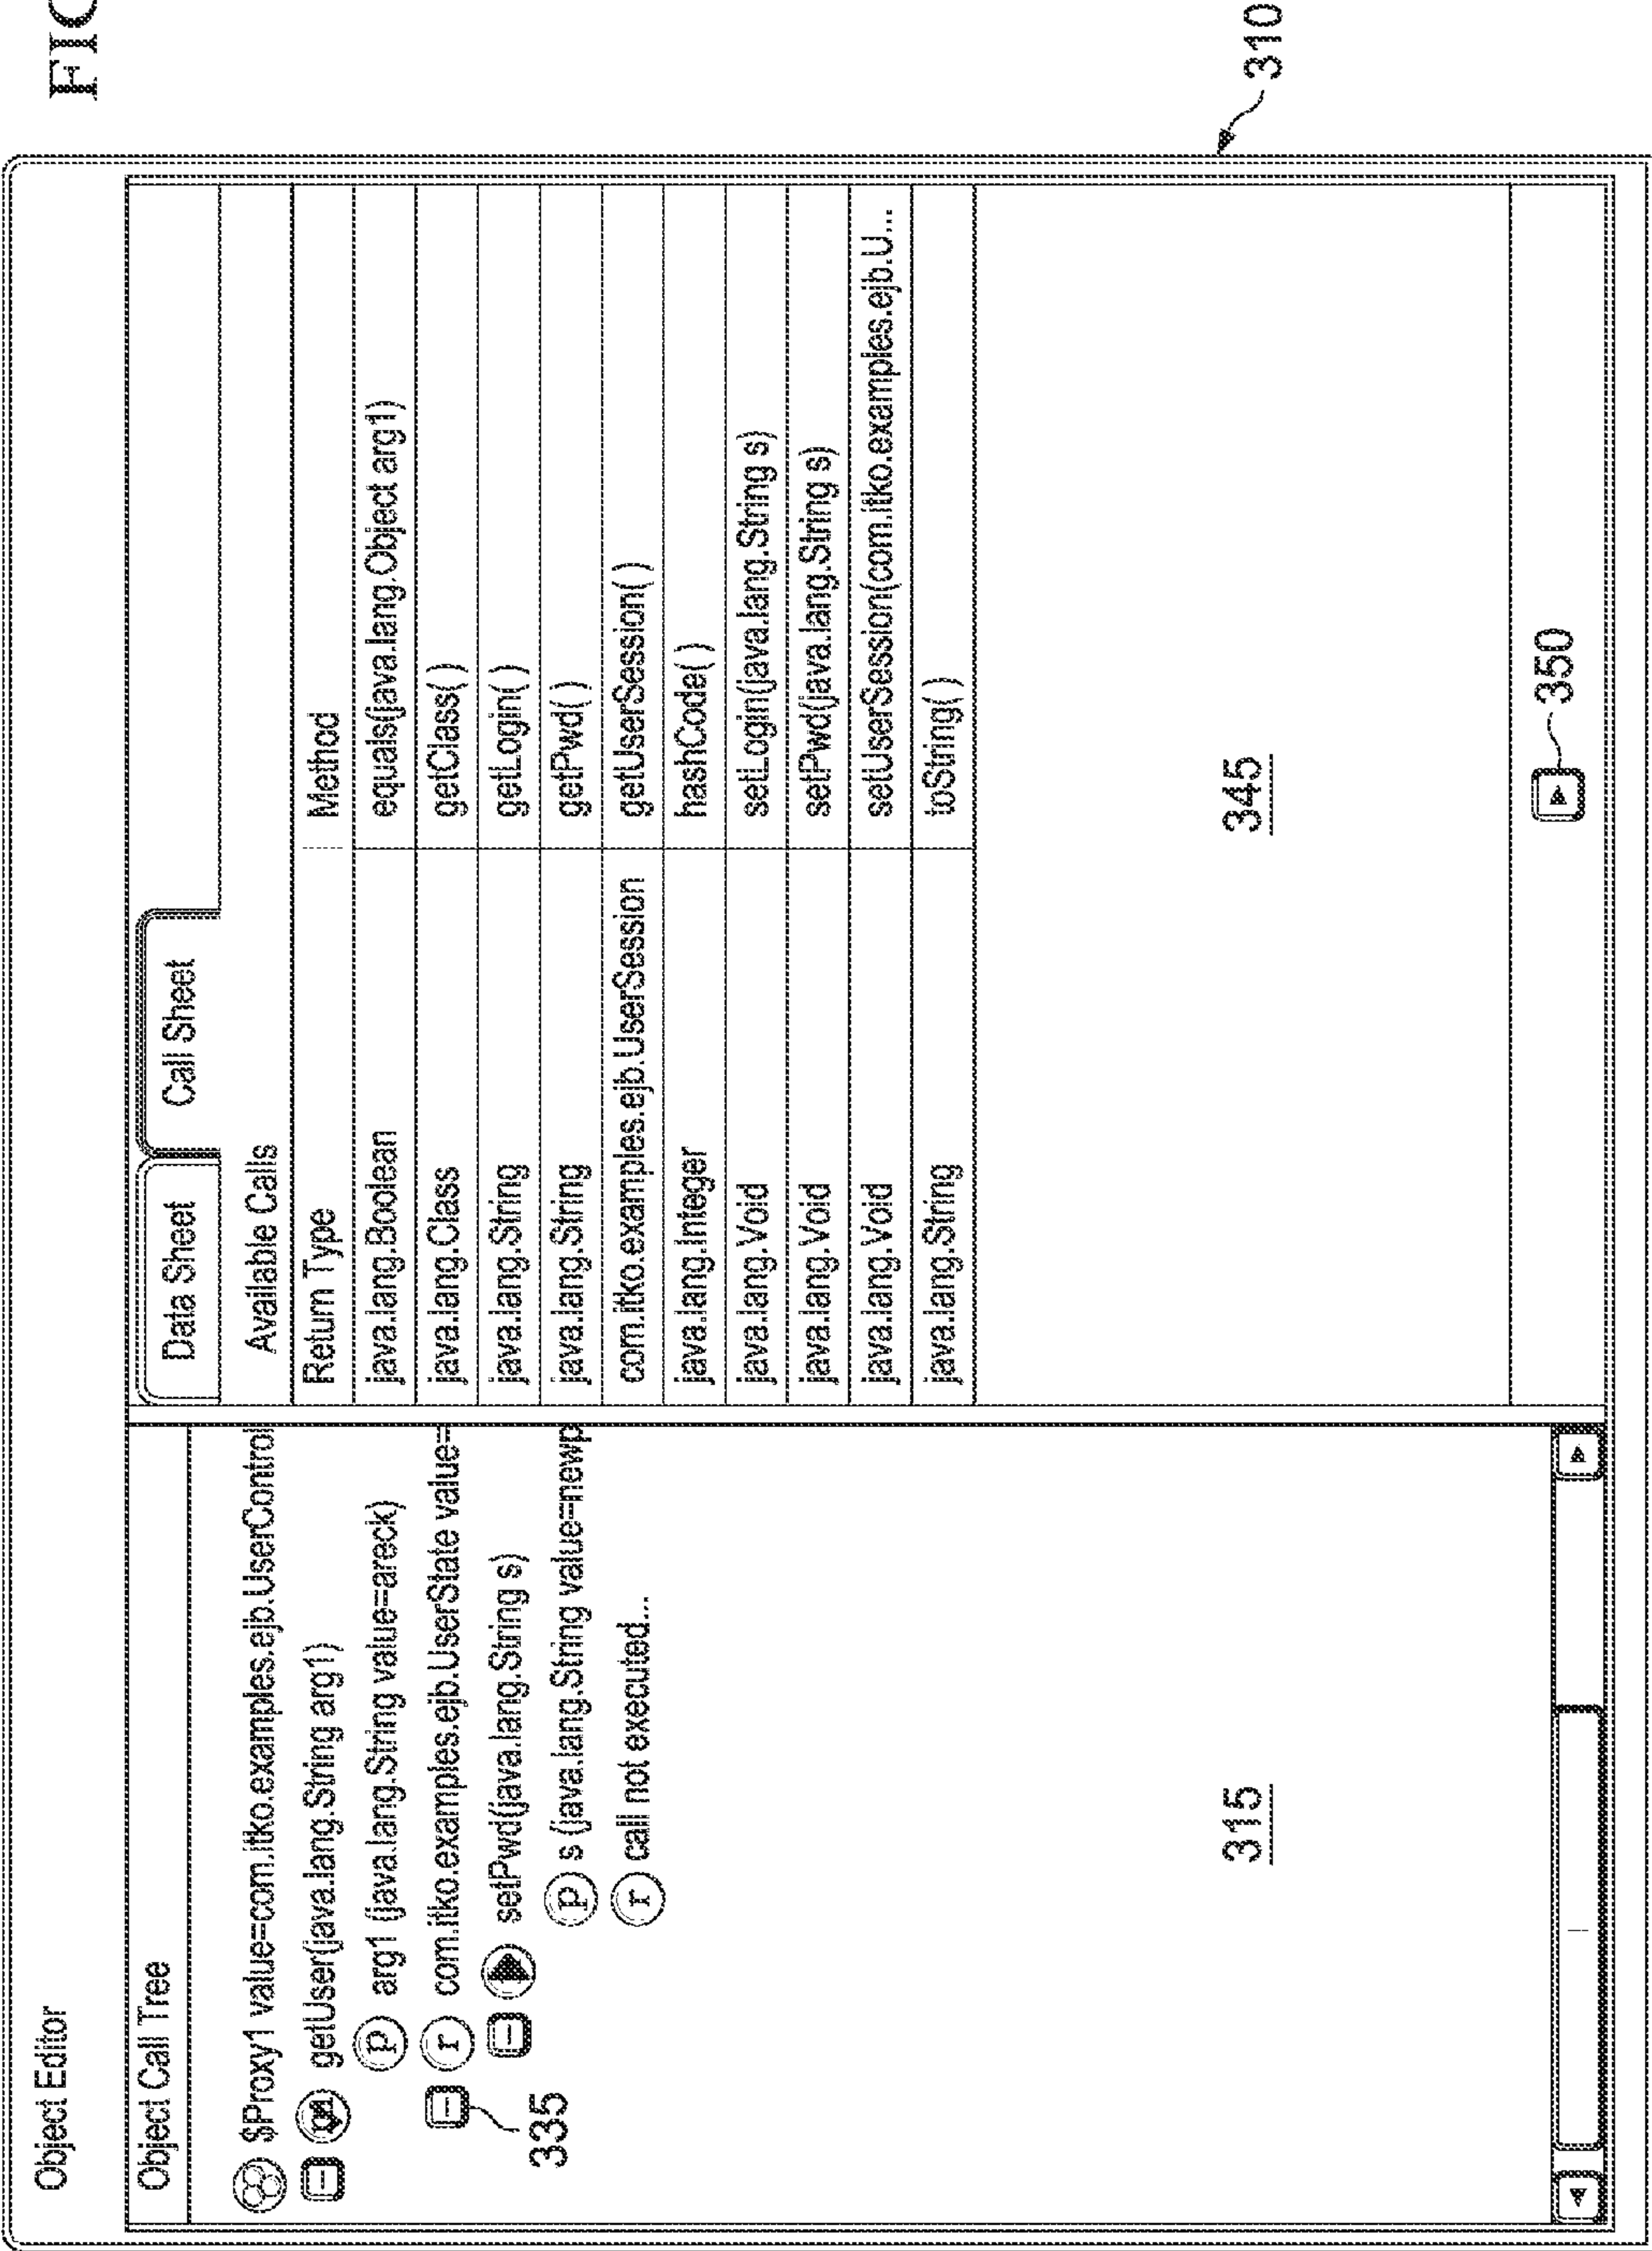 FIG
310
Object Editor
Object Call Tree
$Proxy1 value=com.itko.examples.ejb.UserControl
getUser(java.lang.String arg1)
p arg1 (java.lang.String value=areck)
r com.itko.examples.ejb.UserState value=
335
setPwd(java.lang.String s)
p s (java.lang.String value=newp
r call not executed...
315
Data Sheet Call Sheet
Available Calls
Return Type Method
java.lang.Boolean equals(java.lang.Object arg1)
java.lang.Class getClass( )
java.lang.String getLogin( )
java.lang.String getPwd( )
com.itko.examples.ejb.UserSession getUserSession( )
java.lang.Integer hashCode( )
java.lang.Void setLogin(java.lang.String s)
java.lang.Void setPwd(java.lang.String s)
java.lang.Void setUserSession(com.itko.examples.ejb.U...
java.lang.String toString( )
345
350